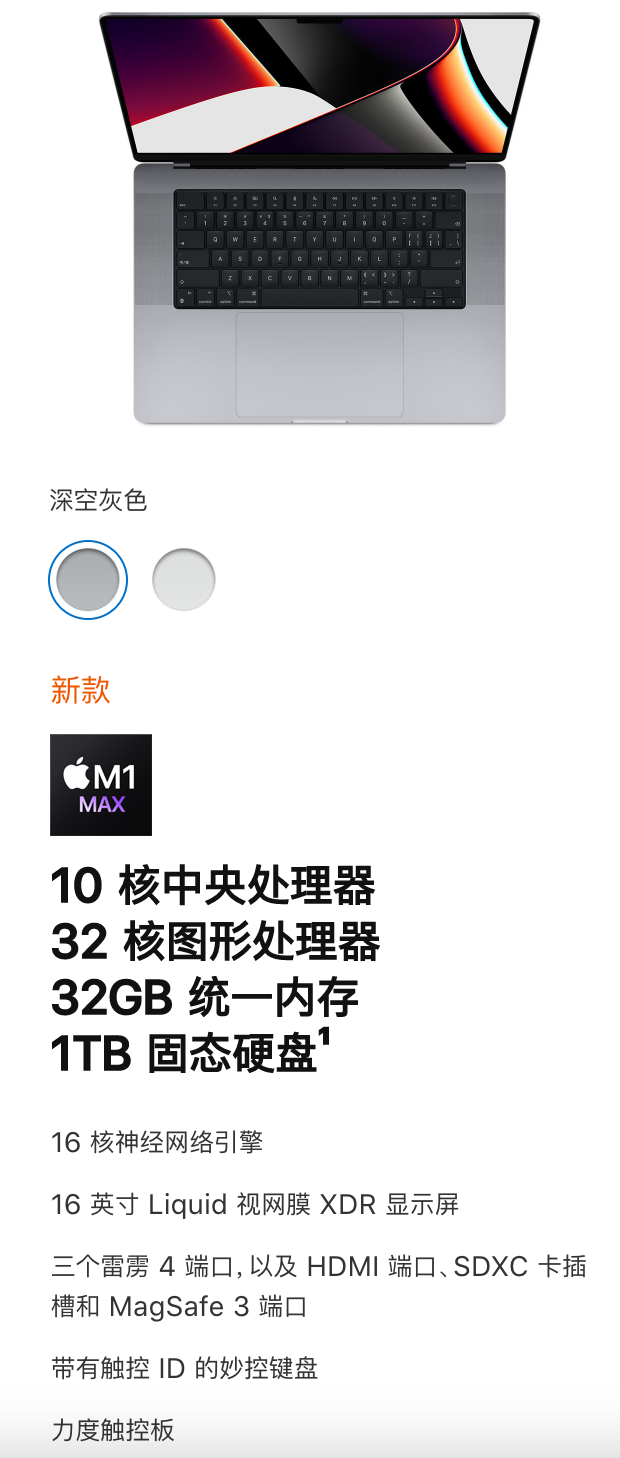 深空灰色
新款
M1
MAX
10 核中央处理器
32 核图形处理器
32GB 统一内存
1TB 固态硬盘¹
16 核神经网络引擎
16 英寸 Liquid 视网膜 XDR 显示屏
三个雷雳 4 端口，以及 HDMI 端口、SDXC 卡插
槽和 MagSafe 3 端口
带有触控 ID 的妙控键盘
力度触控板